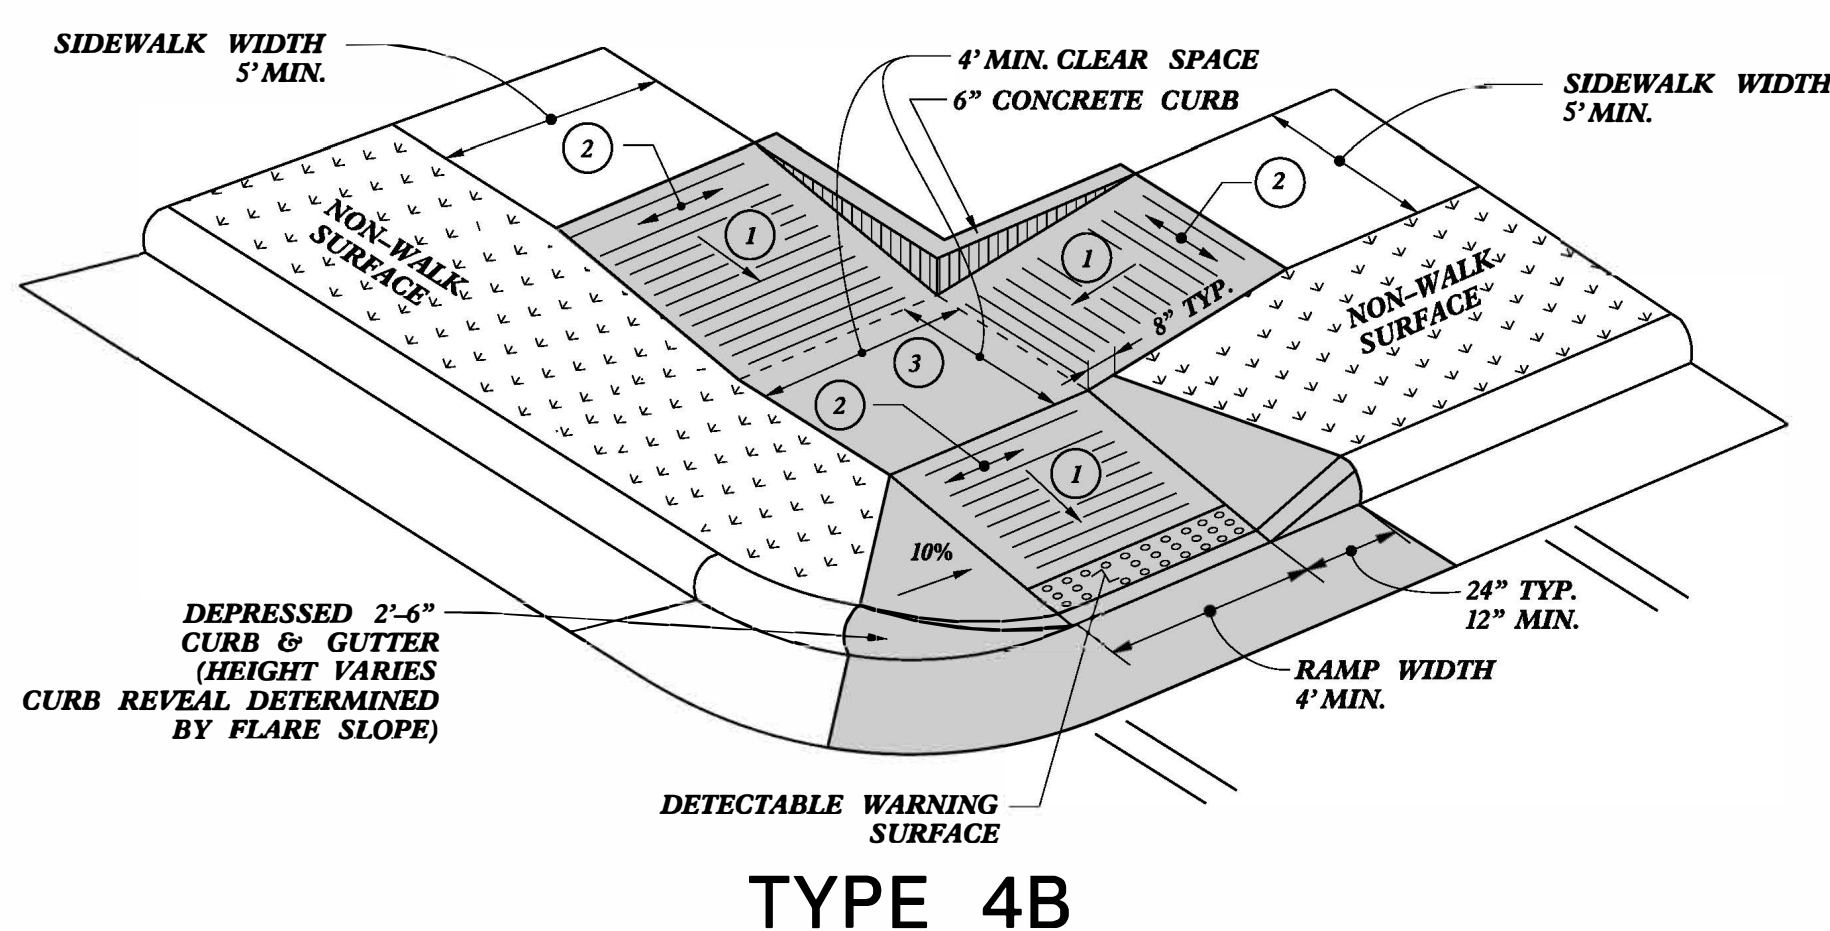 SIDEWALK WIDTH
5' MIN.
4' MIN. CLEAR SPACE
6" CONCRETE CURB
SIDEWALK WIDTH
5' MIN.
2
2
1
1
NON-WALK
SURFACE
NON-WALK
SURFACE
8" TYP.
3
2
1
10%
DEPRESSED 2'-6"
CURB & GUTTER
(HEIGHT VARIES
CURB REVEAL DETERMINED
BY FLARE SLOPE)
24" TYP.
12" MIN.
RAMP WIDTH
4' MIN.
DETECTABLE WARNING
SURFACE
TYPE 4B